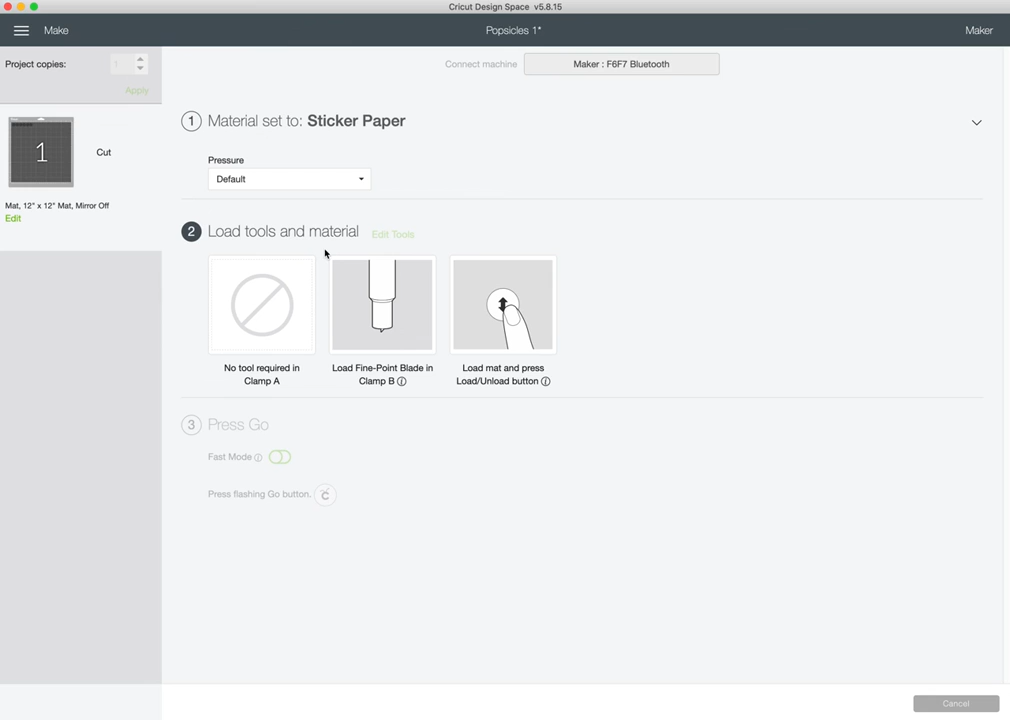 Cricut Design Space v5.8.15
Make
Popsicles 1*
Maker
Project copies:
1
Apply
1
Cut
Mat, 12" x 12" Mat, Mirror Off
Edit
Connect machine
Maker : F6F7 Bluetooth
1 Material set to: Sticker Paper
Pressure
Default
2 Load tools and material
Edit Tools
No tool required in
Clamp A
Load Fine-Point Blade in
Clamp B
Load mat and press
Load/Unload button
3 Press Go
Fast Mode
Press flashing Go button.
Cancel